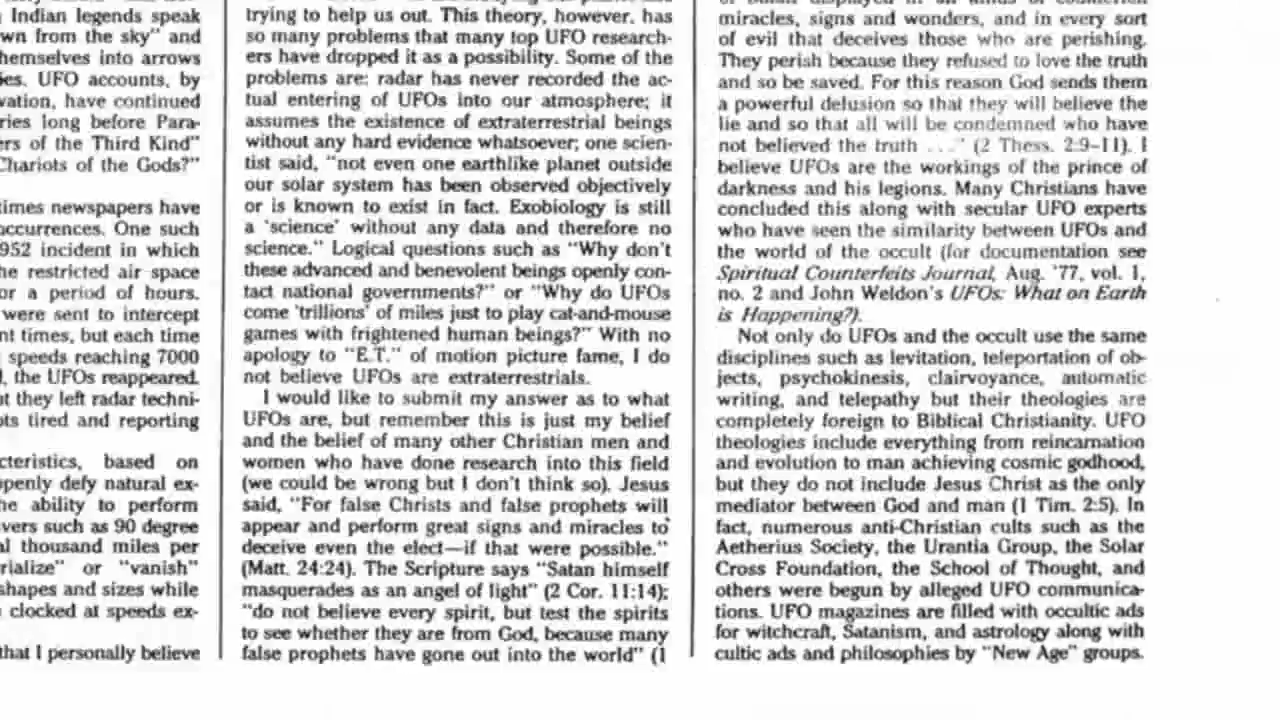 Indian legends speak
wn from the sky" and
hemselves into arrows
ies. UFO accounts, by
vation, have continued
ries long before Para-
ers of the Third Kind"
Chariots of the Gods?"
times newspapers have
occurrences. One such
952 incident in which
he restricted air space
or a period of hours.
were sent to intercept
nt times, but each time
speeds reaching 7000
, the UFOs reappeared.
t they left radar techni-
ots tired and reporting
cteristics, based on
openly defy natural ex-
he ability to perform
vers such as 90 degree
al thousand miles per
rialize" or "vanish"
shapes and sizes while
clocked at speeds ex-
that I personally believe
trying to help us out. This theory, however, has
so many problems that many top UFO research-
ers have dropped it as a possibility. Some of the
problems are: radar has never recorded the ac-
tual entering of UFOs into our atmosphere; it
assumes the existence of extraterrestrial beings
without any hard evidence whatsoever; one scien-
tist said, "not even one earthlike planet outside
our solar system has been observed objectively
or is known to exist in fact. Exobiology is still
a 'science' without any data and therefore no
science." Logical questions such as "Why don't
these advanced and benevolent beings openly con-
tact national governments?" or "Why do UFOs
come 'trillions' of miles just to play cat-and-mouse
games with frightened human beings?" With no
apology to "E.T." of motion picture fame, I do
not believe UFOs are extraterrestrials.
I would like to submit my answer as to what
UFOs are, but remember this is just my belief
and the belief of many other Christian men and
women who have done research into this field
(we could be wrong but I don't think so). Jesus
said, "For false Christs and false prophets will
appear and perform great signs and miracles to
deceive even the elect—if that were possible."
(Matt. 24:24). The Scripture says "Satan himself
masquerades as an angel of light" (2 Cor. 11:14);
"do not believe every spirit, but test the spirits
to see whether they are from God, because many
false prophets have gone out into the world" (1
miracles, signs and wonders, and in every sort
of evil that deceives those who are perishing.
They perish because they refused to love the truth
and so be saved. For this reason God sends them
a powerful delusion so that they will believe the
lie and so that all will be condemned who have
not believed the truth ..." (2 Thess. 2:9-11). I
believe UFOs are the workings of the prince of
darkness and his legions. Many Christians have
concluded this along with secular UFO experts
who have seen the similarity between UFOs and
the world of the occult (for documentation see
Spiritual Counterfeits Journal, Aug. '77, vol. 1,
no. 2 and John Weldon's UFOs: What on Earth
is Happening?).
Not only do UFOs and the occult use the same
disciplines such as levitation, teleportation of ob-
jects, psychokinesis, clairvoyance, automatic
writing, and telepathy but their theologies are
completely foreign to Biblical Christianity. UFO
theologies include everything from reincarnation
and evolution to man achieving cosmic godhood,
but they do not include Jesus Christ as the only
mediator between God and man (1 Tim. 2:5). In
fact, numerous anti-Christian cults such as the
Aetherius Society, the Urantia Group, the Solar
Cross Foundation, the School of Thought, and
others were begun by alleged UFO communica-
tions. UFO magazines are filled with occultic ads
for witchcraft, Satanism, and astrology along with
cultic ads and philosophies by "New Age" groups.